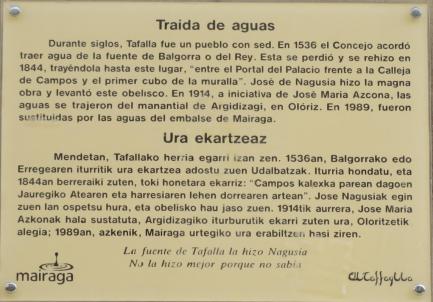 Traida de aguas
Durante siglos, Tafalla fue un pueblo con sed. En 1536 el Concejo acordó
traer agua de la fuente de Balgorra o del Rey. Esta se perdió y se rehizo en
1844, trayéndola hasta este lugar, "entre el Portal del Palacio frente a la Calleja
de Campos y el primer cubo de la muralla". José de Nagusia hizo la magna
obra y levantó este obelisco. En 1914, a iniciativa de José Maria Azcona, las
aguas se trajeron del manantial de Argidizagi, en Olóriz. En 1989, fueron
sustituidas por las aguas del embalse de Mairaga.
Ura ekartzeaz
Mendetan, Tafallako herria egarri izan zen. 1536an, Balgorrako edo
Erregearen iturritik ura ekartzea adostu zuen Udalbatzak. Iturria hondatu, eta
1844an berreraiki zuten, toki honetara ekarriz: "Campos kalexka parean dagoen
Jauregiko Atearen eta harresiaren lehen dorrearen artean". Jose Nagusiak egin
zuen lan ospetsu hura, eta obelisko hau jaso zuen. 1914tik aurrera, Jose Maria
Azkonak hala sustatuta, Argidizagiko iturburutik ekarri zuten ura, Oloritzetik
alegia; 1989an, azkenik, Mairaga urtegiko ura erabiltzen hasi ziren.
La fuente de Tafalla la hizo Nagusia
No la hizo mejor porque no sabía
mairaga
Altaffaylla